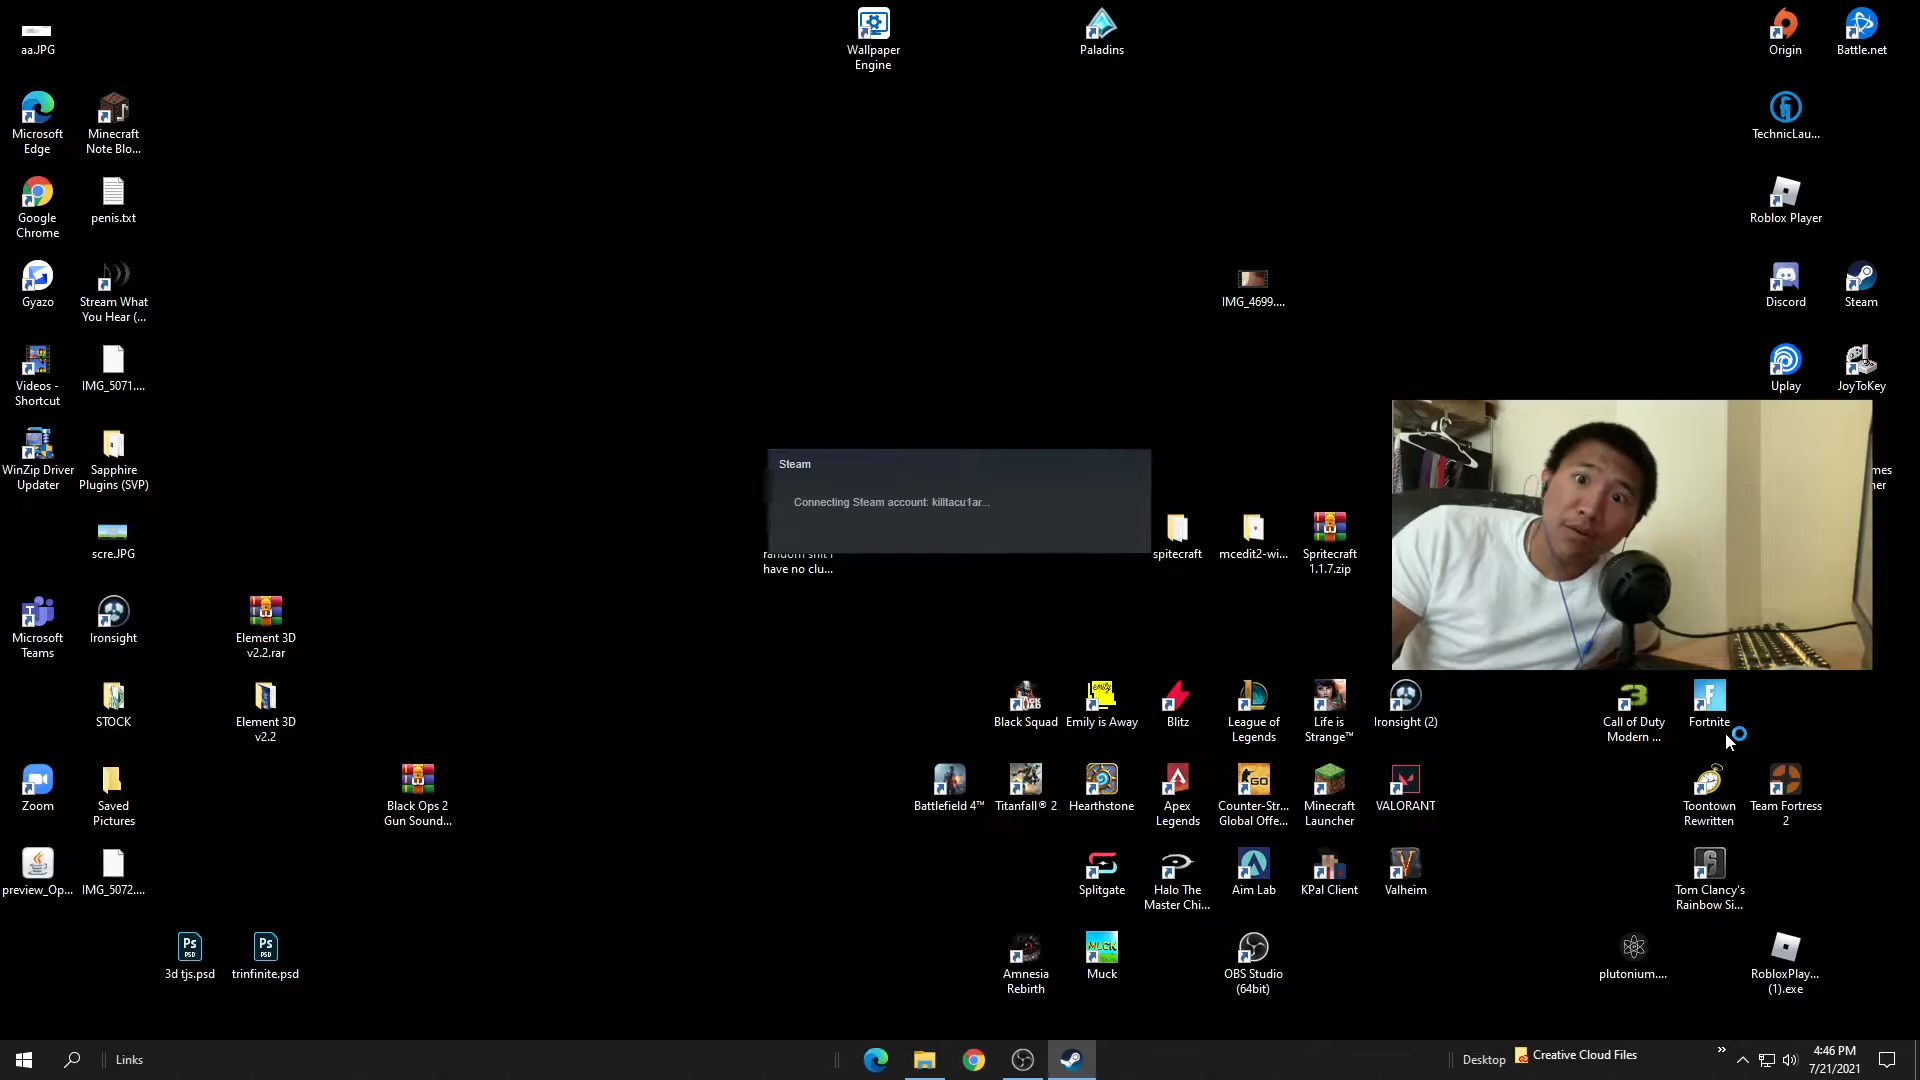 aa.JPG
Wallpaper
Engine
Paladins
Origin
Battle.net
Microsoft
Edge
Minecraft
Note Blo...
TechnicLau...
Google
Chrome
penis.txt
Roblox Player
Gyazo
Stream What
You Hear (...
IMG_4699....
Discord
Steam
Videos -
Shortcut
IMG_5071....
Uplay
JoyToKey
WinZip Driver
Updater
Sapphire
Plugins (SVP)
Steam
Connecting Steam account: killtacu1ar...
scre.JPG
random shit i
have no clu...
spitecraft
mcedit2-wi...
Spritecraft
1.1.7.zip
Microsoft
Teams
Ironsight
Element 3D
v2.2.rar
STOCK
Element 3D
v2.2
Black Squad
Emily is Away
emily
Blitz
League of
Legends
Life is
Strange™
Ironsight (2)
Call of Duty
Modern ...
Fortnite
Zoom
Saved
Pictures
Black Ops 2
Gun Sound...
Battlefield 4™
Titanfall® 2
Hearthstone
Apex
Legends
Counter-Str...
Global Offe...
Minecraft
Launcher
VALORANT
Toontown
Rewritten
Team Fortress
2
preview_Op...
IMG_5072....
Splitgate
Halo The
Master Chi...
Aim Lab
KPal Client
Valheim
Tom Clancy's
Rainbow Si...
Ps
PSD
3d tjs.psd
Ps
PSD
trinfinite.psd
Amnesia
Rebirth
MUCK
Muck
OBS Studio
(64bit)
plutonium....
RobloxPlay...
(1).exe
Links
Desktop
Creative Cloud Files
4:46 PM
7/21/2021